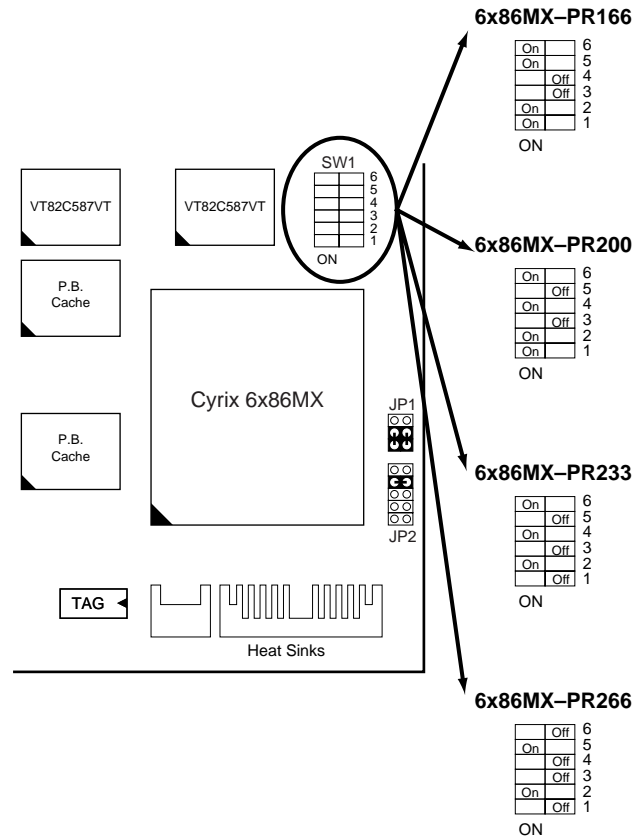 6x86MX–PR166
On 6
On 5
Off 4
Off 3
On 2
On 1
ON
SW1
6
5
4
3
2
1
ON
VT82C587VT
VT82C587VT
6x86MX–PR200
On 6
Off 5
On 4
Off 3
On 2
On 1
ON
P.B.
Cache
Cyrix 6x86MX
JP1
P.B.
Cache
6x86MX–PR233
On 6
Off 5
On 4
Off 3
On 2
Off 1
ON
JP2
TAG
Heat Sinks
6x86MX–PR266
Off 6
On 5
Off 4
Off 3
On 2
Off 1
ON